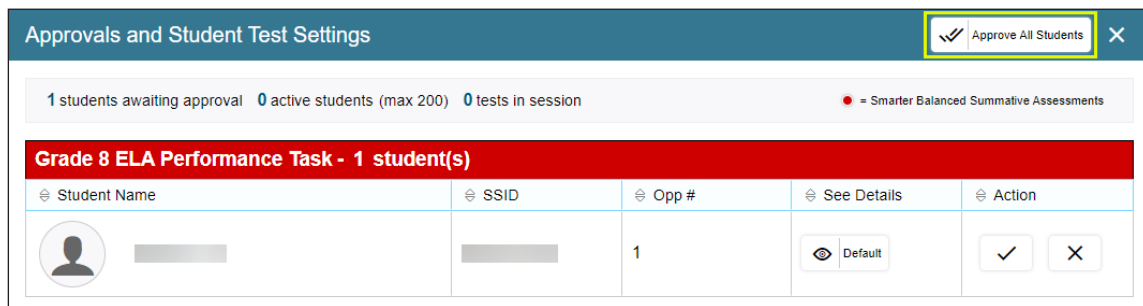 Approvals and Student Test Settings Approve All Students
1 students awaiting approval 0 active students (max 200) 0 tests in session = Smarter Balanced Summative Assessments
Grade 8 ELA Performance Task - 1 student(s)
Student Name SSID Opp # See Details Action
1 Default